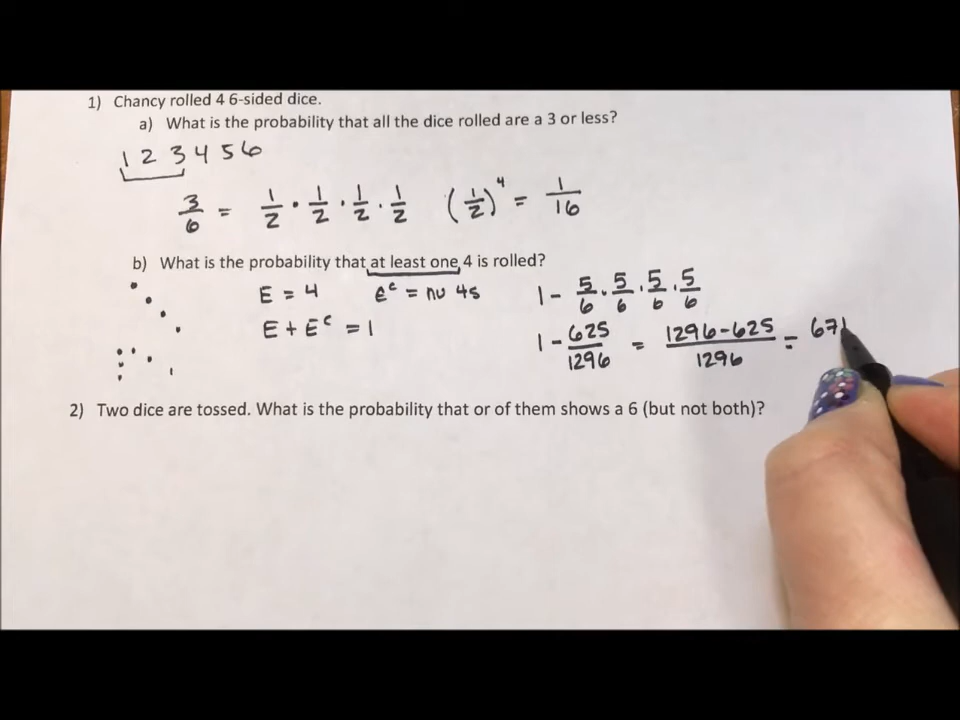 1) Chancy rolled 4 6-sided dice.
a) What is the probability that all the dice rolled are a 3 or less?
1 2 3 4 5 6
3/6 = 1/2 · 1/2 · 1/2 · 1/2 (1/2)^4 = 1/16
b) What is the probability that at least one 4 is rolled?
E = 4 E^c = no 4s 1 - 5/6 · 5/6 · 5/6 · 5/6
E + E^c = 1 1 - 625/1296 = 1296-625/1296 = 671
2) Two dice are tossed. What is the probability that or of them shows a 6 (but not both)?